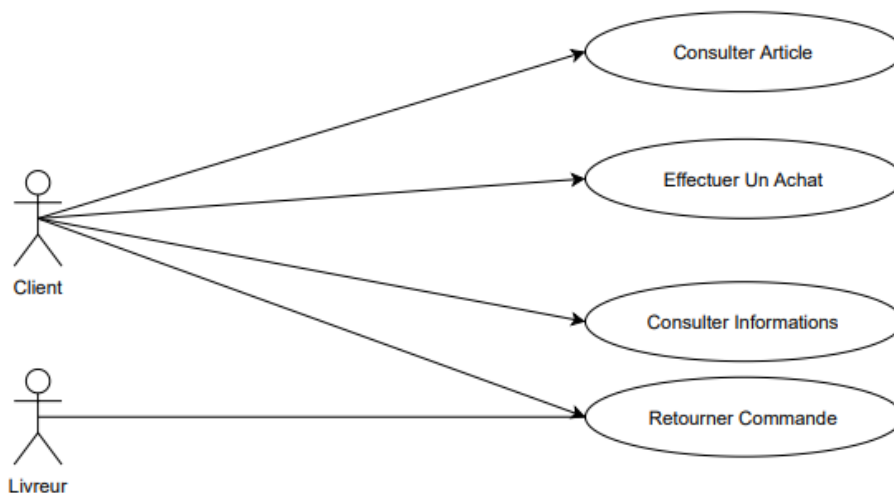 Consulter Article
Effectuer Un Achat
Client
Consulter Informations
Retourner Commande
Livreur